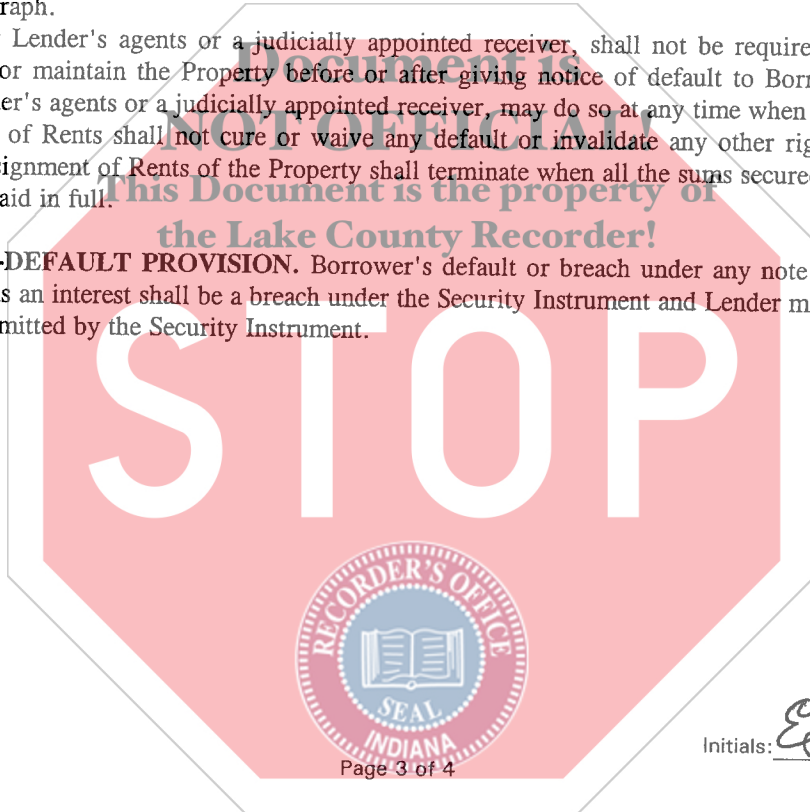 raph.
Lender's agents or a judicially appointed receiver, shall not be require
or maintain the Property before or after giving notice of default to Borr
er's agents or a judicially appointed receiver, may do so at any time when
of Rents shall not cure or waive any default or invalidate any other rig
signment of Rents of the Property shall terminate when all the sums secure
aid in full.
Document is
NOT OFFICIAL!
This Document is the property of
the Lake County Recorder!
-DEFAULT PROVISION. Borrower's default or breach under any note
s an interest shall be a breach under the Security Instrument and Lender m
mitted by the Security Instrument.
STOP
RECORDER'S OFFICE
SEAL
INDIANA
Initials:
Page 3 of 4